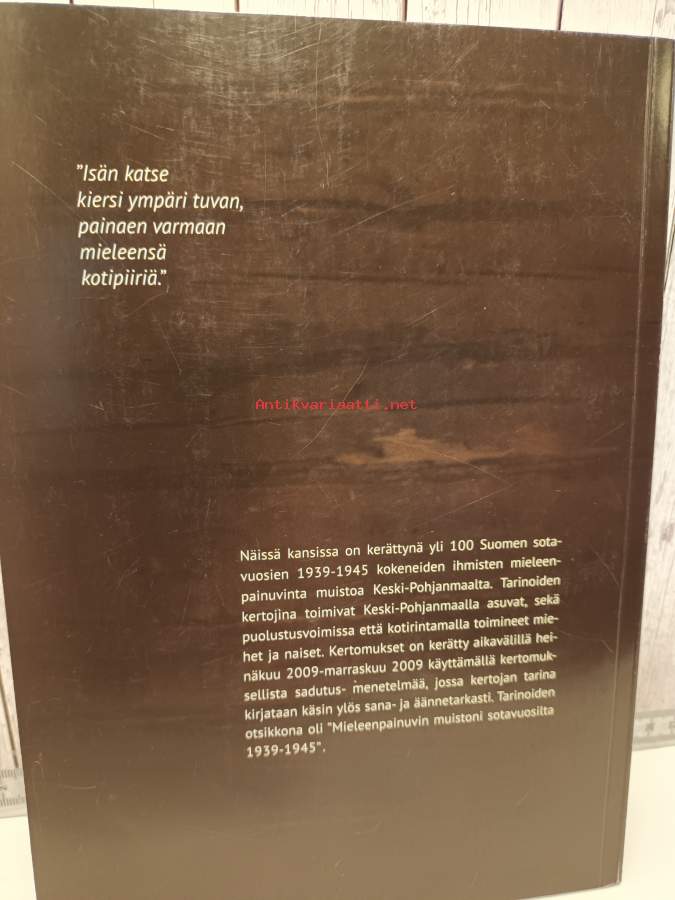 ”Isän katse
kiersi ympäri tuvan,
painaen varmaan
mieleensä
kotipiiriä.”
Antikvariaatti.net
Näissä kansissa on kerättynä yli 100 Suomen sota-
vuosien 1939-1945 kokeneiden ihmisten mieleen-
painuvinta muistoa Keski-Pohjanmaalta. Tarinoiden
kertojina toimivat Keski-Pohjanmaalla asuvat, sekä
puolustusvoimissa että kotirintamalla toimineet mie-
het ja naiset. Kertomukset on kerätty aikavälillä hei-
näkuu 2009-marraskuu 2009 käyttämällä kertomuk-
sellista sadutus- menetelmää, jossa kertojan tarina
kirjataan käsin ylös sana- ja äännetarkasti. Tarinoiden
otsikkona oli "Mieleenpainuvin muistoni sotavuosilta
1939-1945".